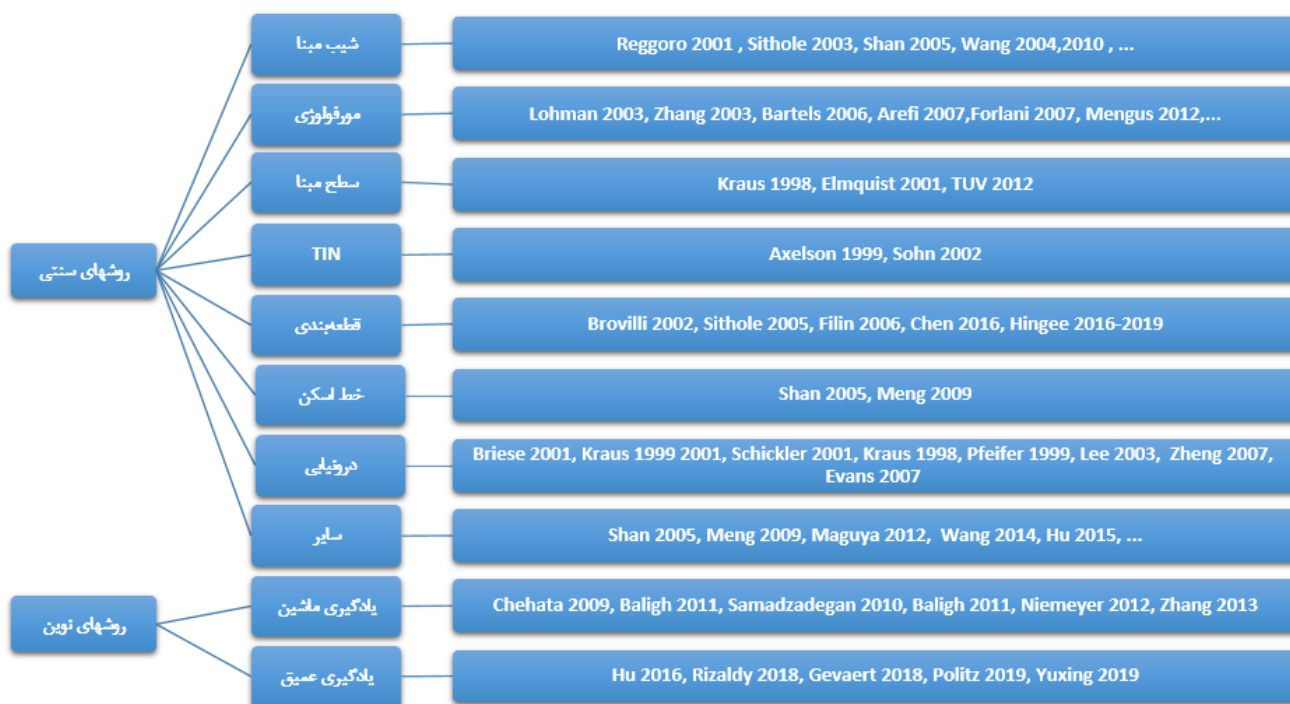 شیب مبنا
Reggoro 2001 , Sithole 2003, Shan 2005, Wang 2004,2010 , ...
مورفولوژی
Lohman 2003, Zhang 2003, Bartels 2006, Arefi 2007,Forlani 2007, Mengus 2012,...
سطح مبنا
Kraus 1998, Elmquist 2001, TUV 2012
روشهای سنتی
TIN
Axelson 1999, Sohn 2002
قطعه‌بندی
Brovilli 2002, Sithole 2005, Filin 2006, Chen 2016, Hingee 2016-2019
خط اسکن
Shan 2005, Meng 2009
درونیابی
Briese 2001, Kraus 1999 2001, Schickler 2001, Kraus 1998, Pfeifer 1999, Lee 2003, Zheng 2007,
Evans 2007
سایر
Shan 2005, Meng 2009, Maguya 2012, Wang 2014, Hu 2015, ...
روشهای نوین
یادگیری ماشین
Chehata 2009, Baligh 2011, Samadzadegan 2010, Baligh 2011, Niemeyer 2012, Zhang 2013
یادگیری عمیق
Hu 2016, Rizaldy 2018, Gevaert 2018, Politz 2019, Yuxing 2019